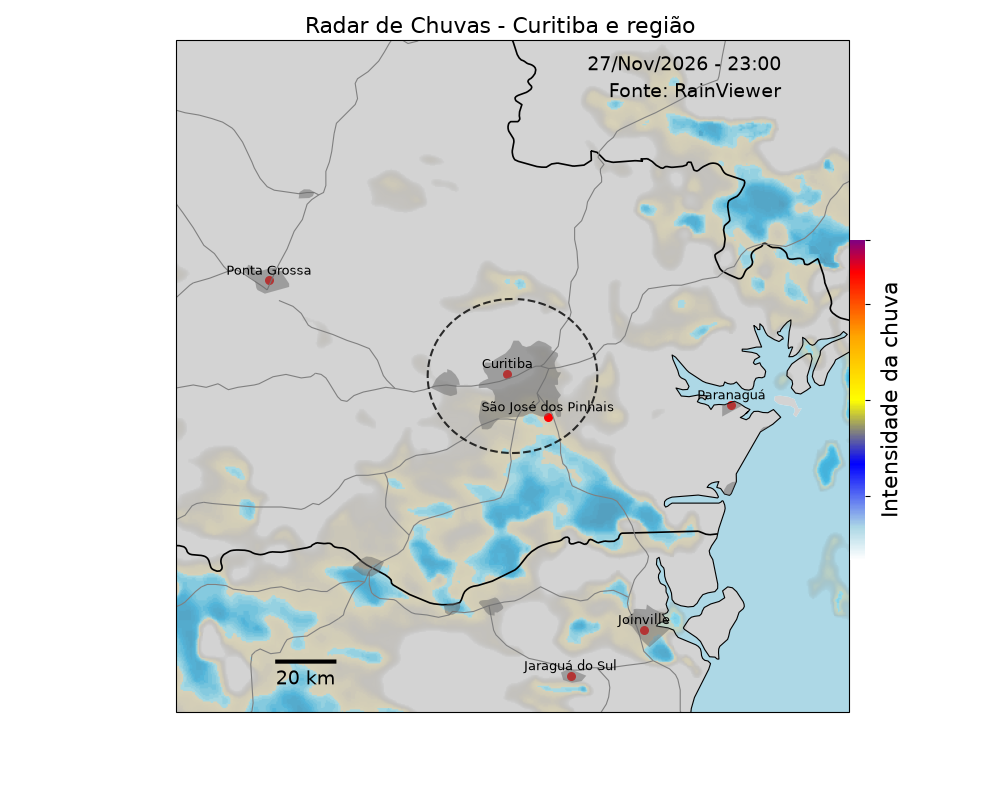 Radar de Chuvas - Curitiba e região
27/Nov/2026 - 23:00
Fonte: RainViewer
Ponta Grossa
Curitiba
São José dos Pinhais
Paranaguá
Joinville
Jaraguá do Sul
20 km
Intensidade da chuva